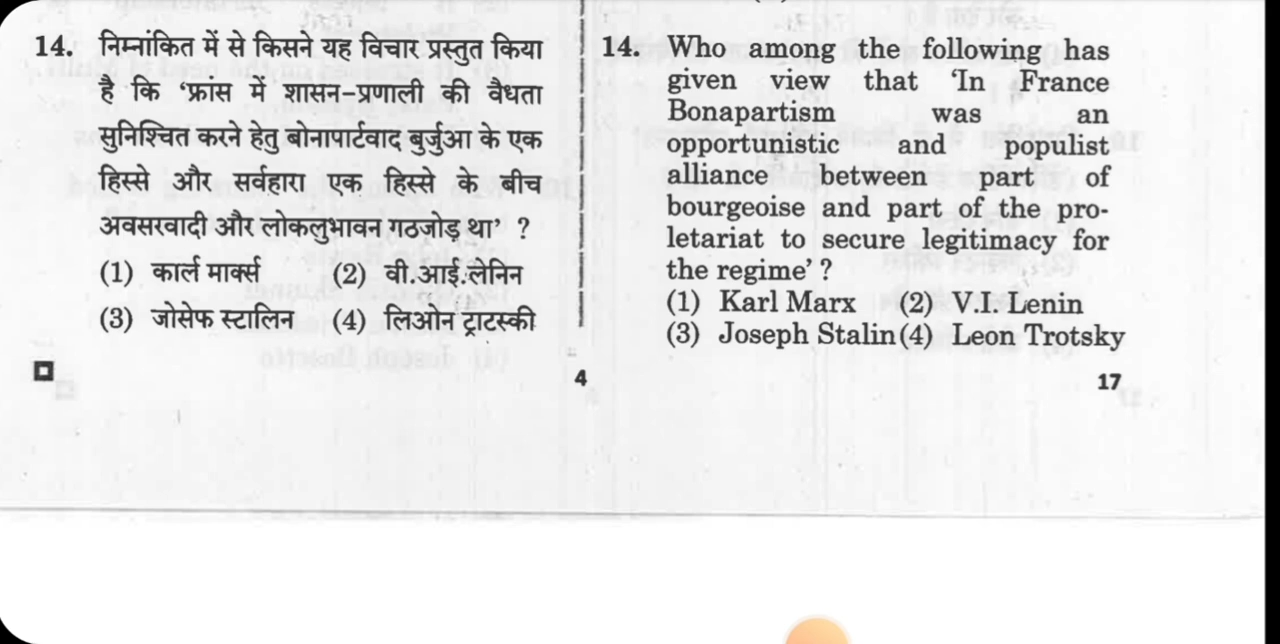 14. निम्नांकित में से किसने यह विचार प्रस्तुत किया
है कि 'फ्रास में शासन-प्रणाली की वैधता
सुनिश्चित करने हेतु बोनापार्टवाद बुर्जुआ के एक
हिस्से और सर्वहारा एक हिस्से के बीच
अवसरवादी और लोकलुभावन गठजोड़ था' ?
(1) कार्ल मार्क्स (2) वी.आई.लेनिन
(3) जोसेफ स्टालिन (4) लिओन ट्राटस्की
14. Who among the following has
given view that 'In France
Bonapartism was an
opportunistic and populist
alliance between part of
bourgeoise and part of the pro-
letariat to secure legitimacy for
the regime' ?
(1) Karl Marx (2) V.I. Lenin
(3) Joseph Stalin (4) Leon Trotsky
4
17